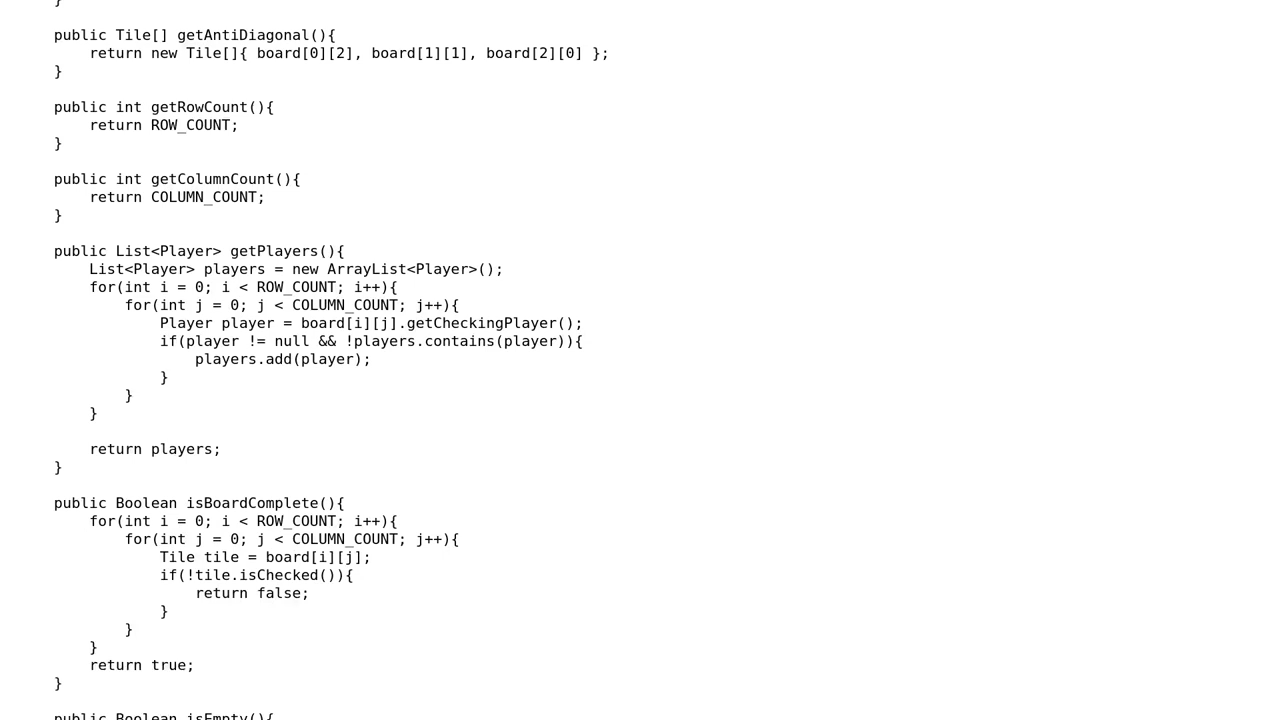 }

    public Tile[] getAntiDiagonal(){
        return new Tile[]{ board[0][2], board[1][1], board[2][0] };
    }

    public int getRowCount(){
        return ROW_COUNT;
    }

    public int getColumnCount(){
        return COLUMN_COUNT;
    }

    public List<Player> getPlayers(){
        List<Player> players = new ArrayList<Player>();
        for(int i = 0; i < ROW_COUNT; i++){
            for(int j = 0; j < COLUMN_COUNT; j++){
                Player player = board[i][j].getCheckingPlayer();
                if(player != null && !players.contains(player)){
                    players.add(player);
                }
            }
        }

        return players;
    }

    public Boolean isBoardComplete(){
        for(int i = 0; i < ROW_COUNT; i++){
            for(int j = 0; j < COLUMN_COUNT; j++){
                Tile tile = board[i][j];
                if(!tile.isChecked()){
                    return false;
                }
            }
        }
        return true;
    }

    public Boolean isEmpty(){